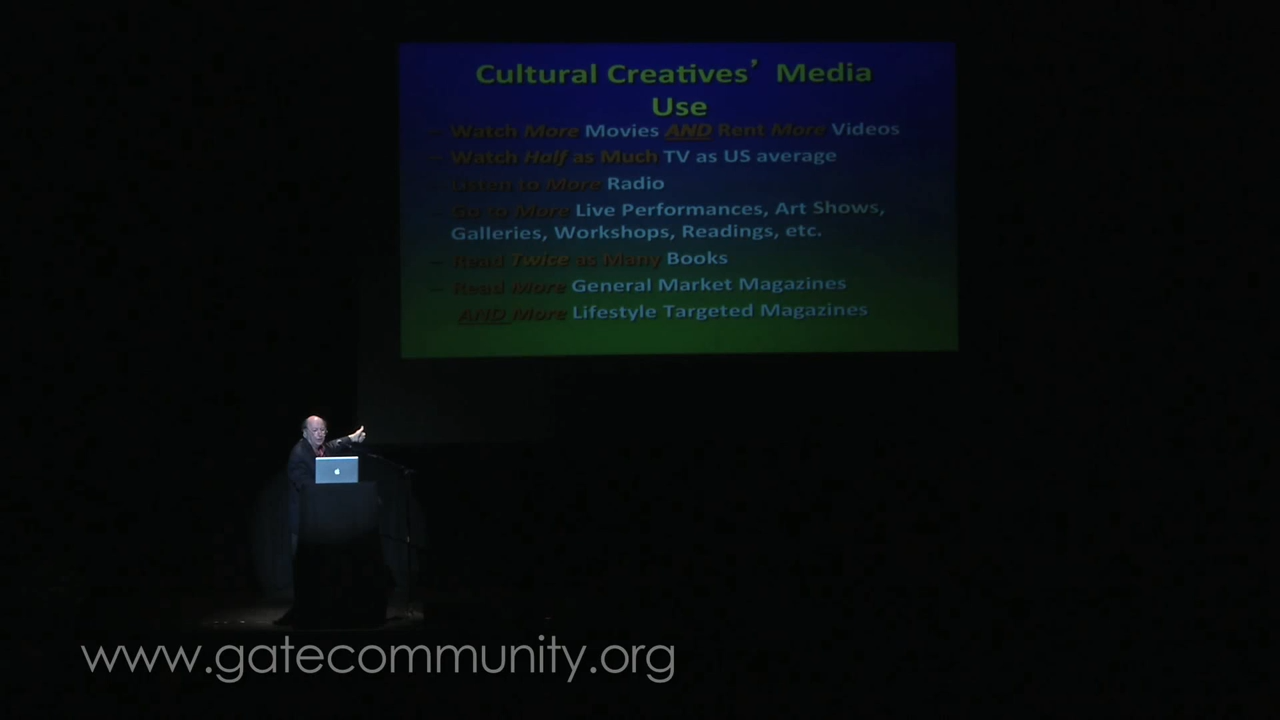 Cultural Creatives’ Media
Use
– Watch More Movies AND Rent More Videos
– Watch Half as Much TV as US average
– Listen to More Radio
– Go to More Live Performances, Art Shows,
Galleries, Workshops, Readings, etc.
– Read Twice as Many Books
– Read More General Market Magazines
AND More Lifestyle Targeted Magazines
www.gatecommunity.org